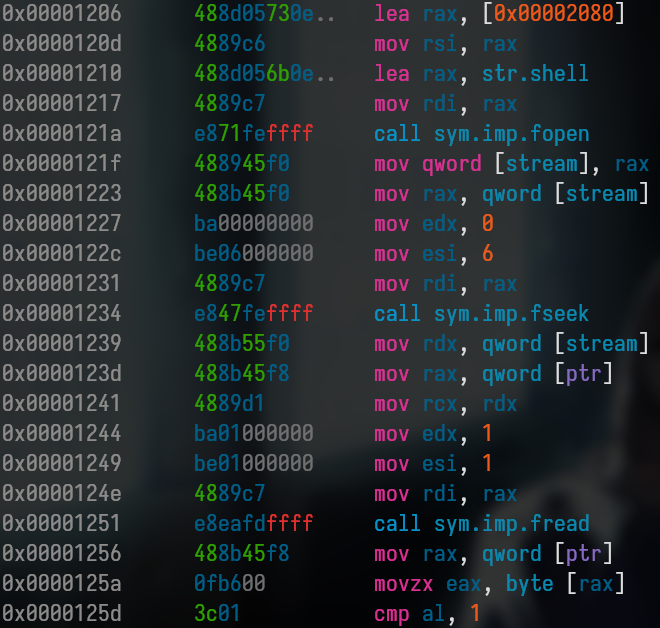 0x00001206 488d05730e.. lea rax, [0x00002080]
0x0000120d 4889c6 mov rsi, rax
0x00001210 488d056b0e.. lea rax, str.shell
0x00001217 4889c7 mov rdi, rax
0x0000121a e871feffff call sym.imp.fopen
0x0000121f 488945f0 mov qword [stream], rax
0x00001223 488b45f0 mov rax, qword [stream]
0x00001227 ba00000000 mov edx, 0
0x0000122c be06000000 mov esi, 6
0x00001231 4889c7 mov rdi, rax
0x00001234 e847feffff call sym.imp.fseek
0x00001239 488b55f0 mov rdx, qword [stream]
0x0000123d 488b45f8 mov rax, qword [ptr]
0x00001241 4889d1 mov rcx, rdx
0x00001244 ba01000000 mov edx, 1
0x00001249 be01000000 mov esi, 1
0x0000124e 4889c7 mov rdi, rax
0x00001251 e8eafdffff call sym.imp.fread
0x00001256 488b45f8 mov rax, qword [ptr]
0x0000125a 0fb600 movzx eax, byte [rax]
0x0000125d 3c01 cmp al, 1